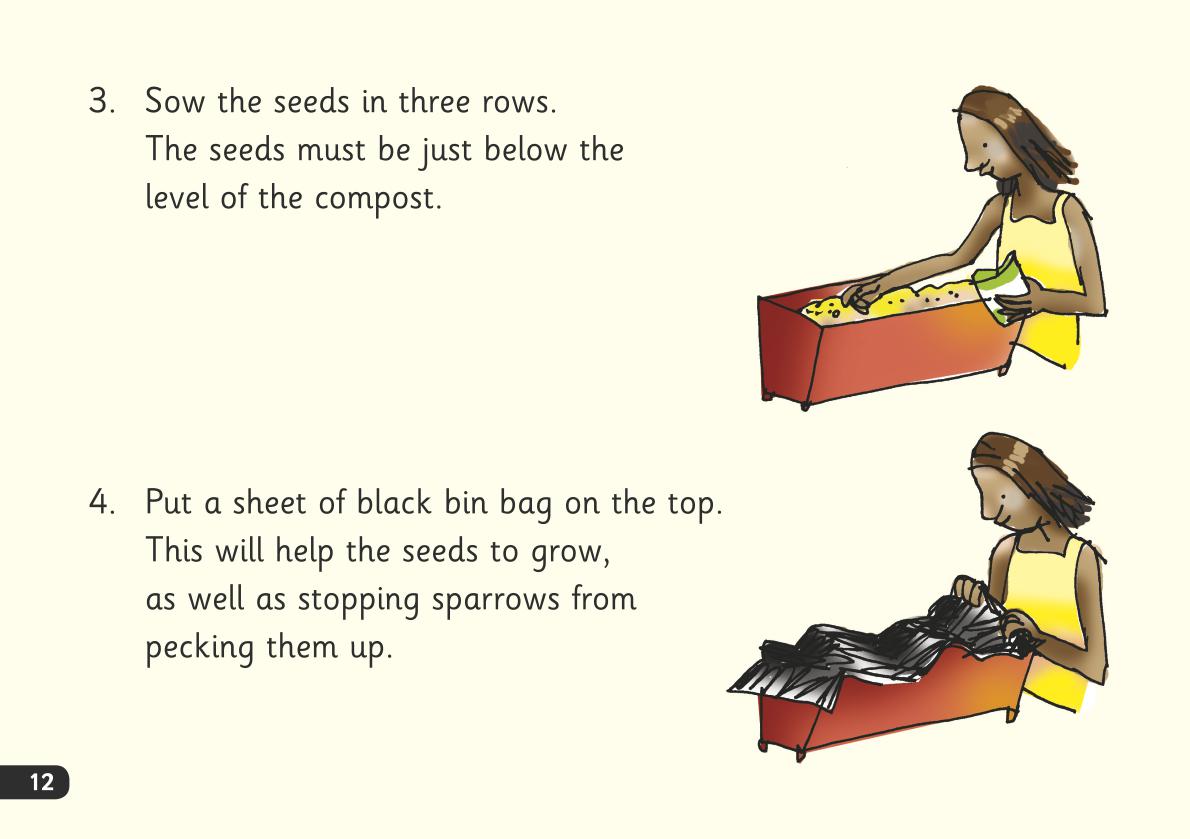 3. Sow the seeds in three rows.
The seeds must be just below the
level of the compost.
4. Put a sheet of black bin bag on the top.
This will help the seeds to grow,
as well as stopping sparrows from
pecking them up.
12